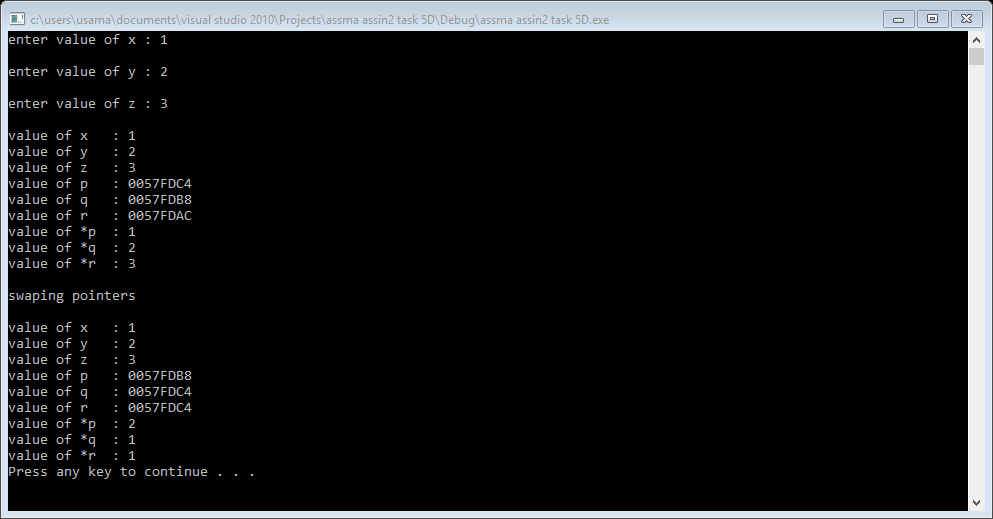 c:\users\usama\documents\visual studio 2010\Projects\assma assin2 task 5D\Debug\assma assin2 task 5D.exe
enter value of x : 1
enter value of y : 2
enter value of z : 3
value of x   : 1
value of y   : 2
value of z   : 3
value of p   : 0057FDC4
value of q   : 0057FDB8
value of r   : 0057FDAC
value of *p  : 1
value of *q  : 2
value of *r  : 3
swaping pointers
value of x   : 1
value of y   : 2
value of z   : 3
value of p   : 0057FDB8
value of q   : 0057FDC4
value of r   : 0057FDC4
value of *p  : 2
value of *q  : 1
value of *r  : 1
Press any key to continue . . .